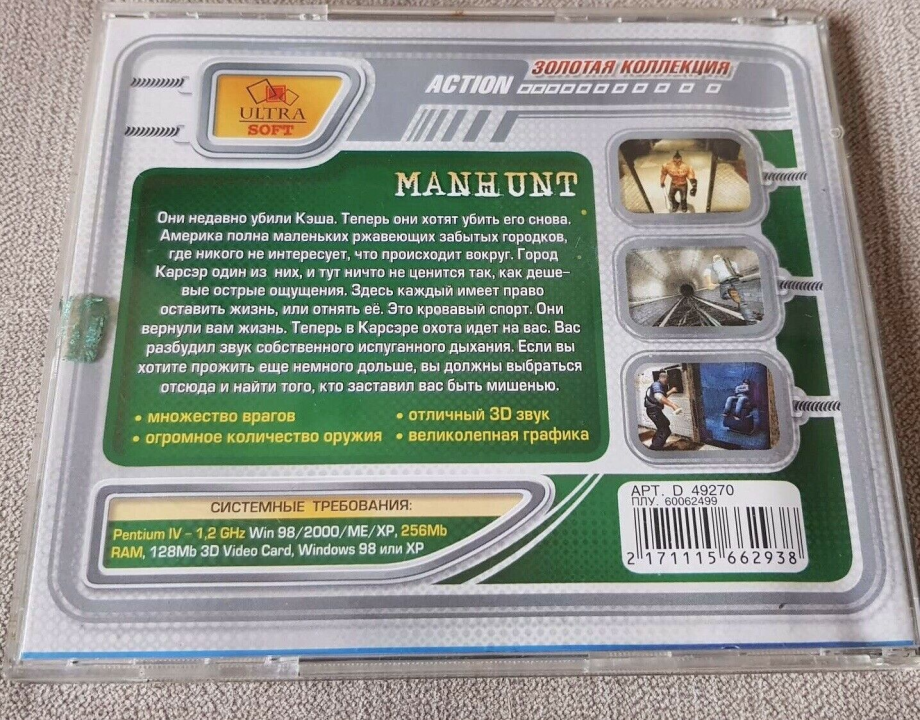 ULTRA
SOFT
ACTION
ЗОЛОТАЯ КОЛЛЕКЦИЯ
MANHUNT
Они недавно убили Кэша. Теперь они хотят убить его снова.
Америка полна маленьких ржавеющих забытых городков,
где никого не интересует, что происходит вокруг. Город
Карсэр один из них, и тут ничто не ценится так, как деше–
вые острые ощущения. Здесь каждый имеет право
оставить жизнь, или отнять её. Это кровавый спорт. Они
вернули вам жизнь. Теперь в Карсэре охота идет на вас. Вас
разбудил звук собственного испуганного дыхания. Если вы
хотите прожить еще немного дольше, вы должны выбраться
отсюда и найти того, кто заставил вас быть мишенью.
• множество врагов
• огромное количество оружия
• отличный 3D звук
• великолепная графика
СИСТЕМНЫЕ ТРЕБОВАНИЯ:
Pentium IV – 1,2 GHz Win 98/2000/ME/XP, 256Mb
RAM, 128Mb 3D Video Card, Windows 98 или XP
АРТ. D 49270
ПЛУ. 60062499
2 171115 662938